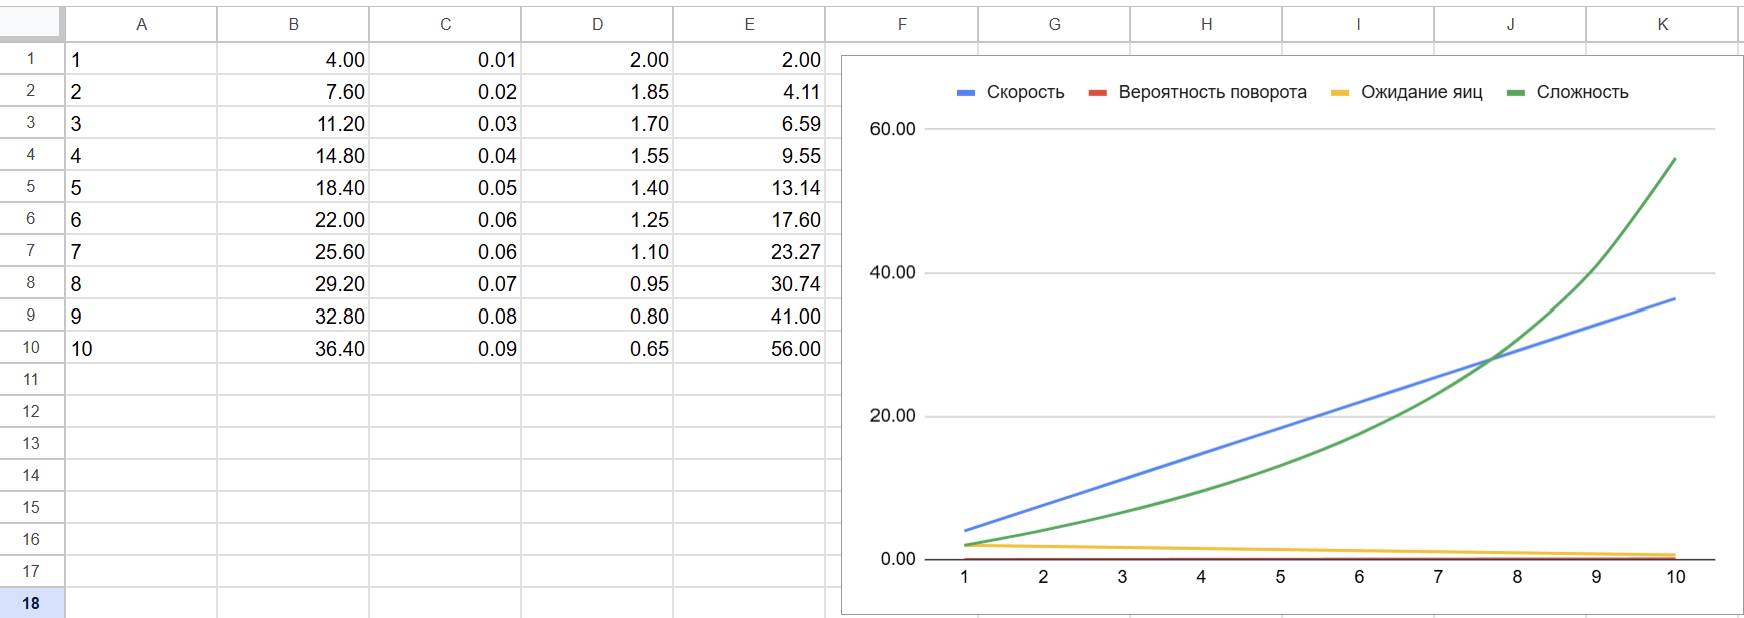 A B C D E F G H I J K
1 1 4.00 0.01 2.00 2.00
2 2 7.60 0.02 1.85 4.11
3 3 11.20 0.03 1.70 6.59
4 4 14.80 0.04 1.55 9.55
5 5 18.40 0.05 1.40 13.14
6 6 22.00 0.06 1.25 17.60
7 7 25.60 0.06 1.10 23.27
8 8 29.20 0.07 0.95 30.74
9 9 32.80 0.08 0.80 41.00
10 10 36.40 0.09 0.65 56.00
11
12
13
14
15
16
17
18
Скорость Вероятность поворота Ожидание яиц Сложность
60.00
40.00
20.00
0.00
1 2 3 4 5 6 7 8 9 10